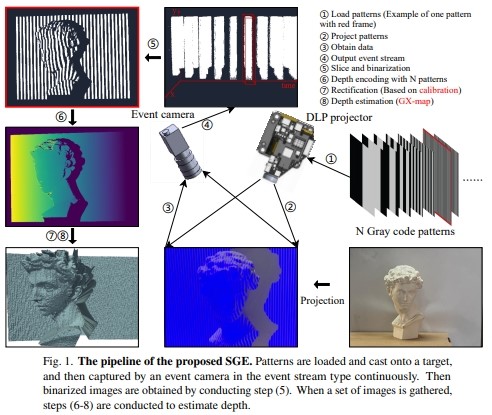 ① Load patterns (Example of one pattern
with red frame)
② Project patterns
③ Obtain data
④ Output event stream
⑤ Slice and binarization
⑥ Depth encoding with N patterns
⑦ Rectification (Based on calibration)
⑧ Depth estimation (GX-map)
⑤
time
Event camera
DLP projector
⑥
④
①
......
③
②
N Gray code patterns
⑦⑧
Projection
Fig. 1. The pipeline of the proposed SGE. Patterns are loaded and cast onto a target,
and then captured by an event camera in the event stream type continuously. Then
binarized images are obtained by conducting step (5). When a set of images is gathered,
steps (6-8) are conducted to estimate depth.